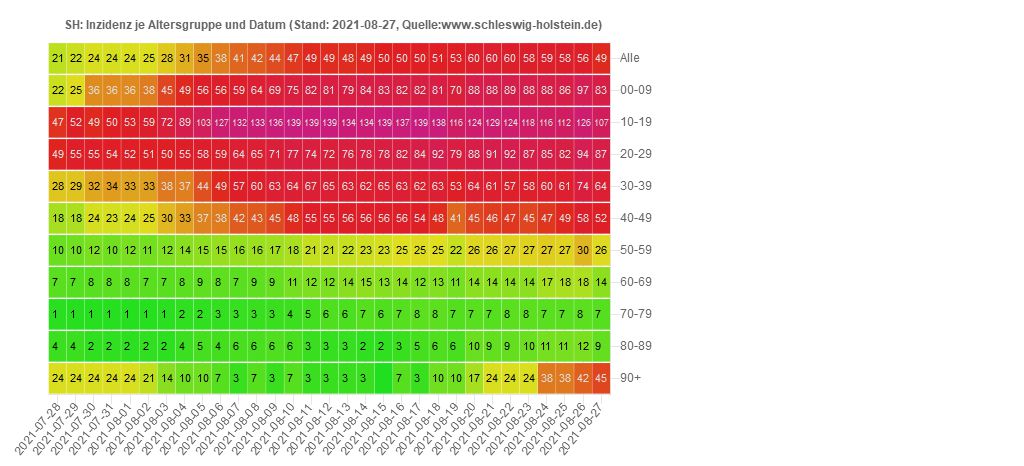 SH: Inzidenz je Altersgruppe und Datum (Stand: 2021-08-27, Quelle:www.schleswig-holstein.de)
21 22 24 24 24 25 28 31 35 38 41 42 44 47 49 49 48 49 50 50 50 51 53 60 60 60 58 59 58 56 49 Alle
22 25 36 36 36 38 45 49 56 56 59 64 69 75 82 81 79 84 83 82 82 81 70 88 88 89 88 88 86 97 83 00-09
47 52 49 50 53 59 72 89 103 127 132 133 136 139 139 139 134 134 139 137 139 138 116 124 129 124 118 116 112 126 107 10-19
49 55 55 54 52 51 50 55 58 59 64 65 71 77 74 72 76 78 78 82 84 92 79 88 91 92 87 85 82 94 87 20-29
28 29 32 34 33 33 38 37 44 49 57 60 63 64 67 65 63 62 65 63 62 63 53 64 61 57 58 60 61 74 64 30-39
18 18 24 23 24 25 30 33 37 38 42 43 45 48 55 55 56 56 56 56 54 48 41 45 46 47 45 47 49 58 52 40-49
10 10 12 10 12 11 12 14 15 15 16 16 17 18 21 21 22 23 23 25 25 25 22 26 26 27 27 27 27 30 26 50-59
7 7 8 8 8 7 7 8 9 8 7 9 9 11 12 12 14 15 13 14 12 13 11 14 14 14 14 17 18 18 14 60-69
1 1 1 1 1 1 1 2 2 3 3 3 3 4 5 6 6 7 6 7 8 8 7 7 8 7 8 7 7 8 7 70-79
4 4 2 2 2 2 2 4 5 4 6 6 6 6 3 3 3 2 2 3 5 6 6 10 9 9 10 11 11 12 9 80-89
24 24 24 24 24 21 14 10 10 7 3 7 3 7 3 3 3 3 7 3 10 10 17 24 24 24 38 38 42 45 90+
2021-07-28
2021-07-29
2021-07-30
2021-07-31
2021-08-01
2021-08-02
2021-08-03
2021-08-04
2021-08-05
2021-08-06
2021-08-07
2021-08-08
2021-08-09
2021-08-10
2021-08-11
2021-08-12
2021-08-13
2021-08-14
2021-08-15
2021-08-16
2021-08-17
2021-08-18
2021-08-19
2021-08-20
2021-08-21
2021-08-22
2021-08-23
2021-08-24
2021-08-25
2021-08-26
2021-08-27